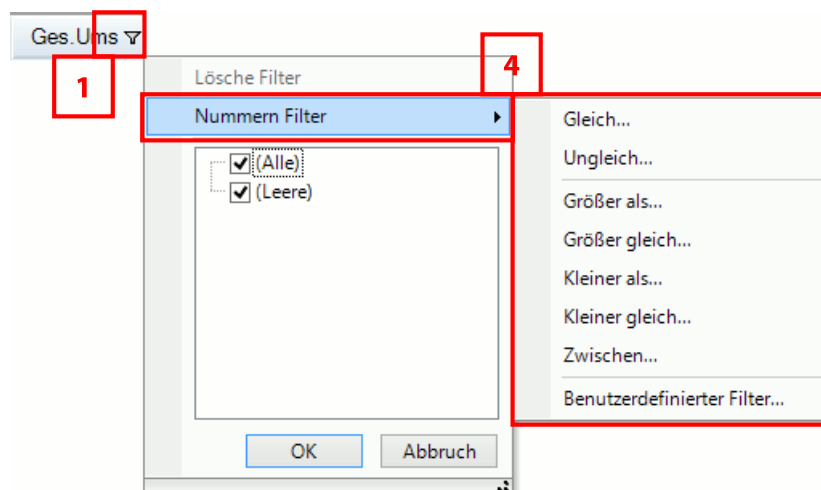 Ges.Ums
1
4
Lösche Filter
Nummern Filter
(Alle)
(Leere)
OK
Abbruch
Gleich...
Ungleich...
Größer als...
Größer gleich...
Kleiner als...
Kleiner gleich...
Zwischen...
Benutzerdefinierter Filter...